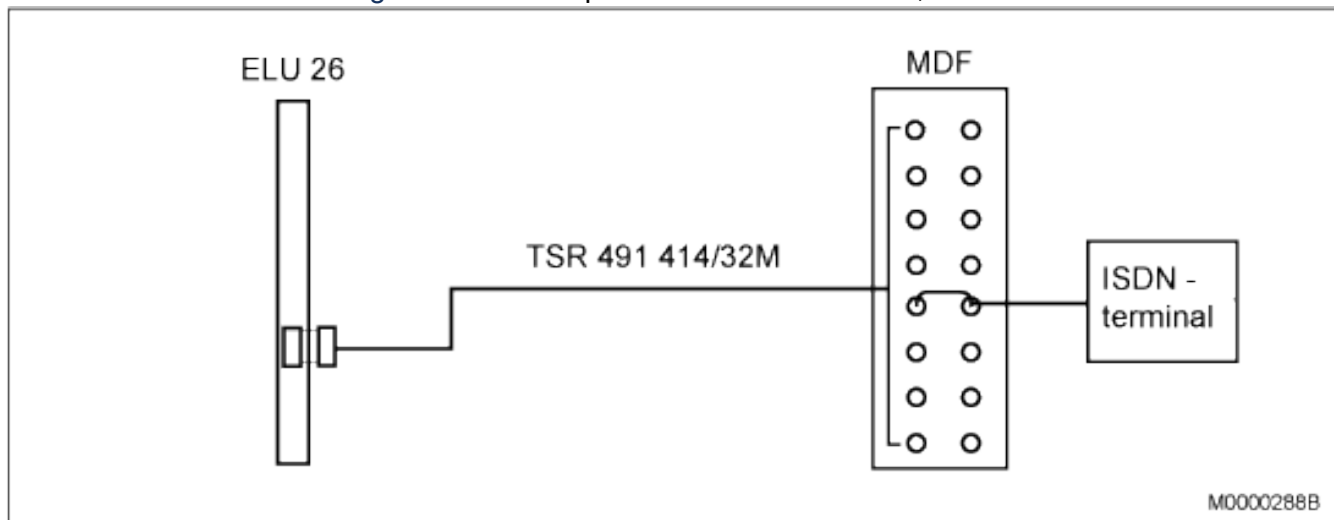 ELU 26
MDF
TSR 491 414/32M
ISDN -
terminal
M0000288B